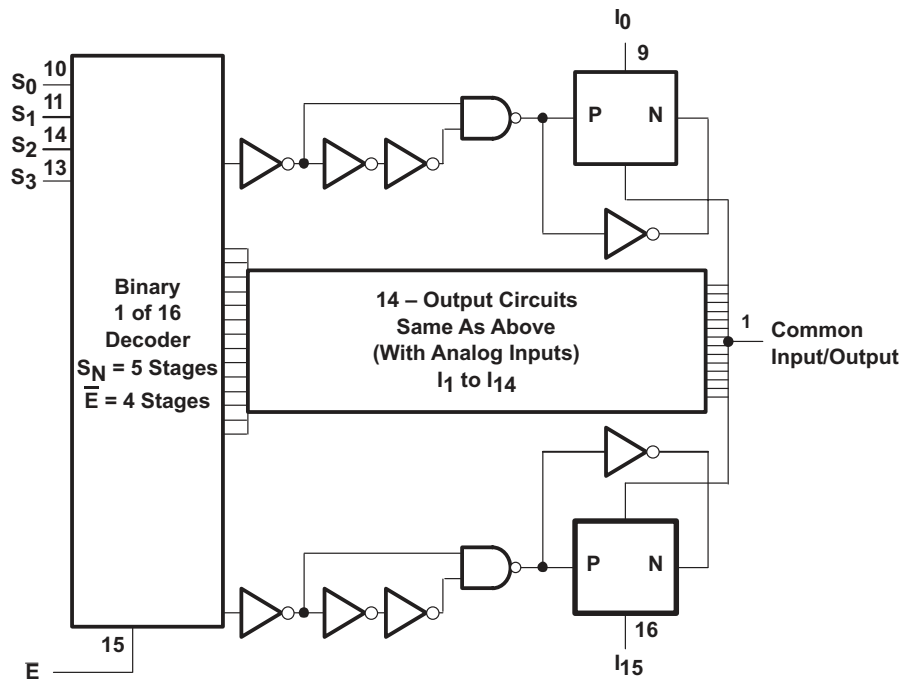 I0
9
10
S0
11
S1
14
S2
13
S3
P N
Binary
1 of 16
Decoder
SN = 5 Stages
E̅ = 4 Stages
14 – Output Circuits
Same As Above
(With Analog Inputs)
I1 to I14
1
Common
Input/Output
P N
16
I15
15
E̅